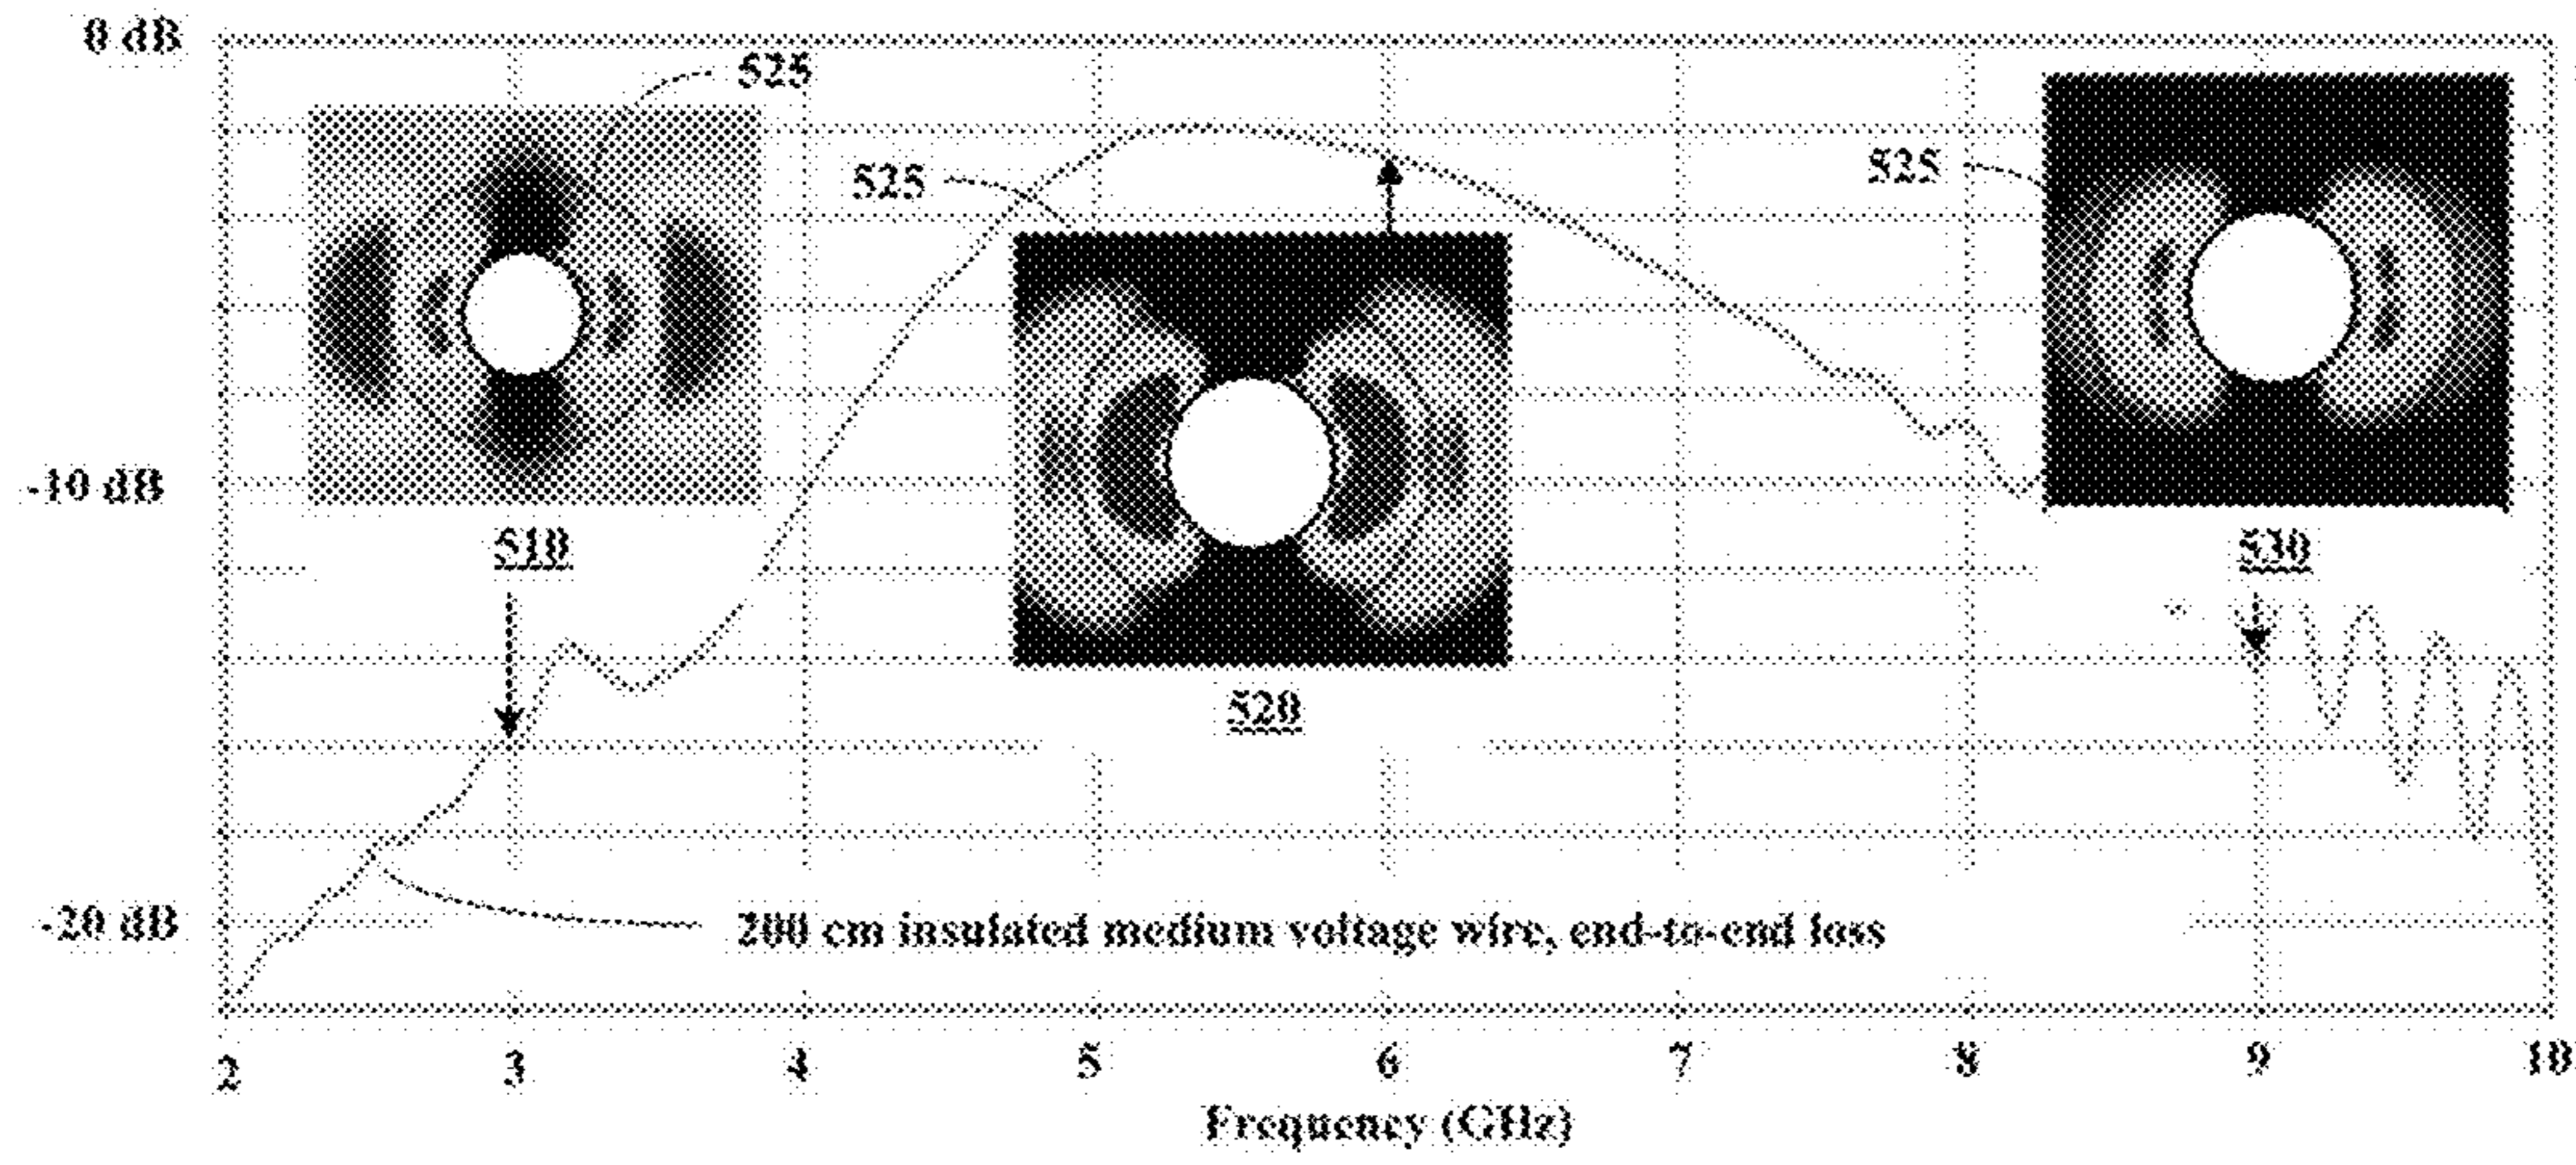 0 dB
525
525
525
-10 dB
510
530
520
-20 dB
200 cm insulated medium voltage wire, end-to-end loss
2 3 4 5 6 7 8 9 10
Frequency (GHz)